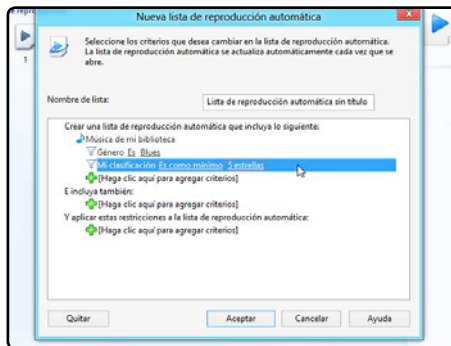 Nueva lista de reproducción automática
Seleccione los criterios que desea cambiar en la lista de reproducción automática.
La lista de reproducción automática se actualiza automáticamente cada vez que se
abre.
1
Nombre de lista: Lista de reproducción automática sin título
Crear una lista de reproducción automática que incluya lo siguiente:
Música de mi biblioteca
Género Es Blues
Mi clasificación Es como mínimo 5 estrellas
[Haga clic aquí para agregar criterios]
E incluya también:
[Haga clic aquí para agregar criterios]
Y aplicar estas restricciones a la lista de reproducción automática:
[Haga clic aquí para agregar criterios]
Quitar Aceptar Cancelar Ayuda